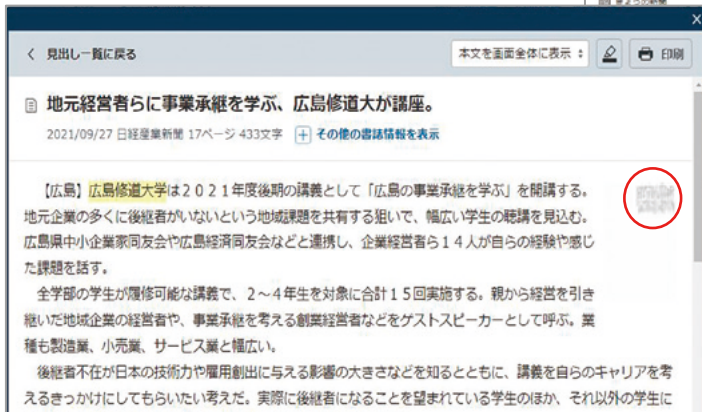 きょうの新聞
X
< 見出し一覧に戻る
本文を画面全体に表示
印刷
地元経営者らに事業承継を学ぶ、広島修道大が講座。
2021/09/27 日経産業新聞 17ページ 433文字 + その他の書誌情報を表示
【広島】広島修道大学は2021年度後期の講義として「広島の事業承継を学ぶ」を開講する。
地元企業の多くに後継者がいないという地域課題を共有する狙いで、幅広い学生の聴講を見込む。
広島県中小企業家同友会や広島経済同友会などと連携し、企業経営者ら14人が自らの経験や感じ
た課題を話す。
全学部の学生が履修可能な講義で、2~4年生を対象に合計15回実施する。親から経営を引き
継いだ地域企業の経営者や、事業承継を考える創業経営者などをゲストスピーカーとして呼ぶ。業
種も製造業、小売業、サービス業と幅広い。
後継者不在が日本の技術力や雇用創出に与える影響の大きさなどを知るとともに、講義を自らのキャリアを考
えるきっかけにしてもらいたい考えだ。実際に後継者になることを望まれている学生のほか、それ以外の学生に